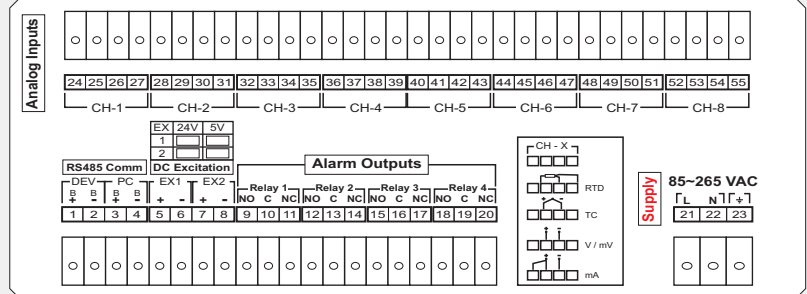 Analog Inputs
24 25 26 27 28 29 30 31 32 33 34 35 36 37 38 39 40 41 42 43 44 45 46 47 48 49 50 51 52 53 54 55
CH-1 CH-2 CH-3 CH-4 CH-5 CH-6 CH-7 CH-8
EX 24V 5V
1
2
RS485 Comm DC Excitation
Alarm Outputs
DEV PC EX1 EX2 Relay 1 Relay 2 Relay 3 Relay 4
B B B B
+ - + - + - + - NO C NC NO C NC NO C NC NO C NC
1 2 3 4 5 6 7 8 9 10 11 12 13 14 15 16 17 18 19 20
CH - X
RTD
TC
+ -
V / mV
+ -
mA
Supply
85~265 VAC
L N ÷
21 22 23